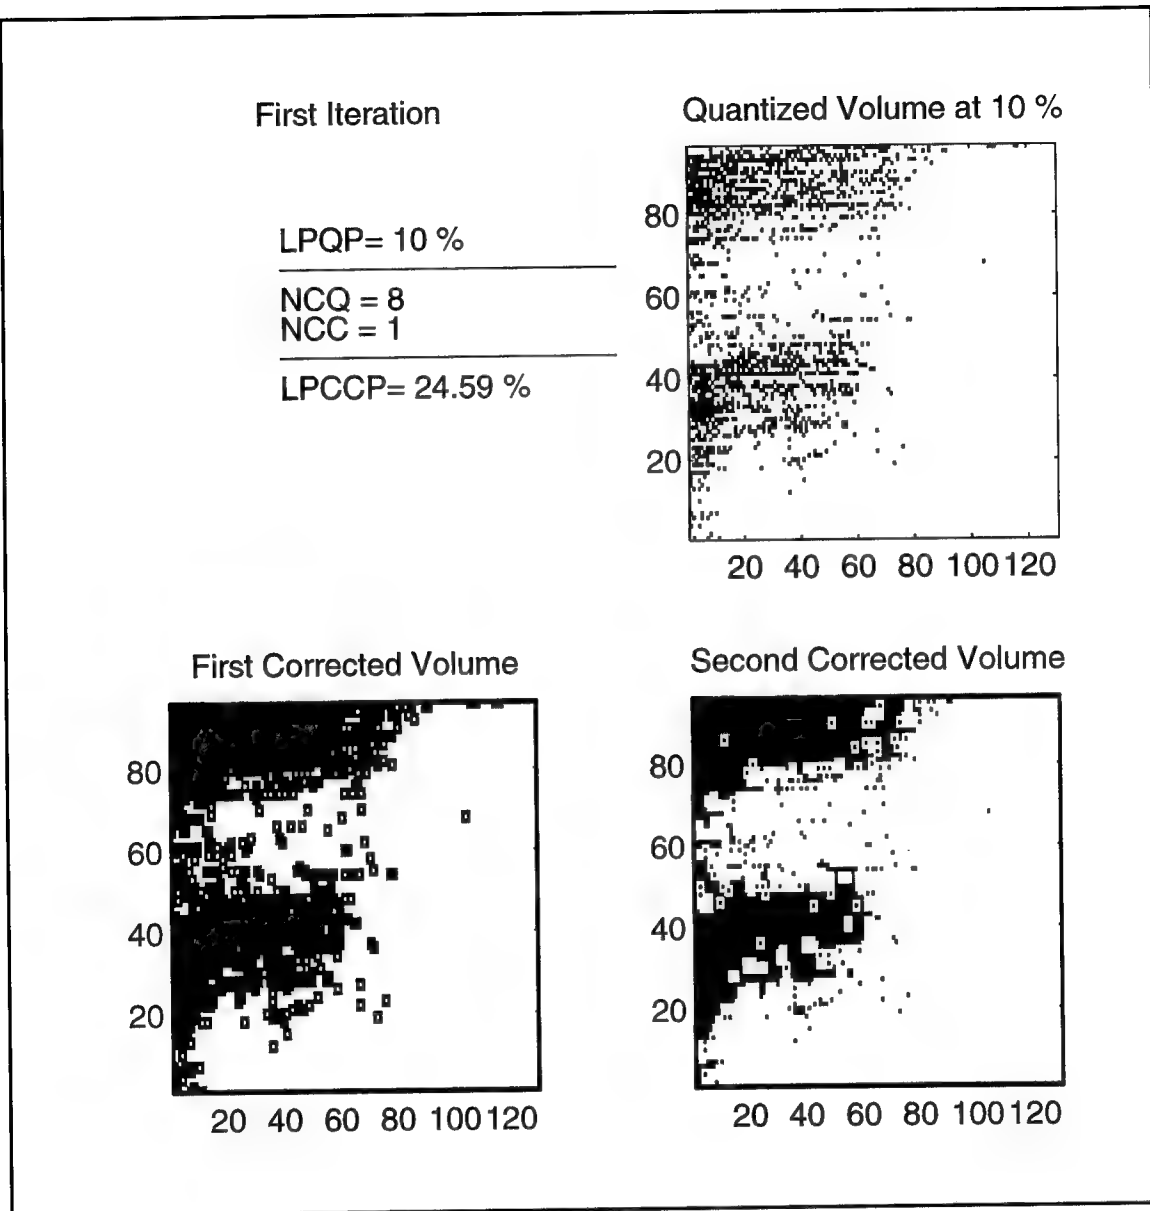 First Iteration
LPQP= 10 %
NCQ = 8
NCC = 1
LPCCP= 24.59 %
Quantized Volume at 10 %
80
60
40
20
20 40 60 80 100 120
First Corrected Volume
80
60
40
20
20 40 60 80 100 120
Second Corrected Volume
80
60
40
20
20 40 60 80 100 120